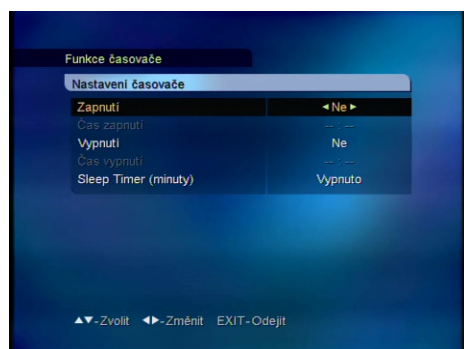 Funkce časovače
Nastavení časovače
Zapnutí ◄ Ne ►
Čas zapnutí -- : --
Vypnutí Ne
Čas vypnutí -- : --
Sleep Timer (minuty) Vypnuto
▲▼-Zvolit ◄►-Změnit EXIT-Odejít